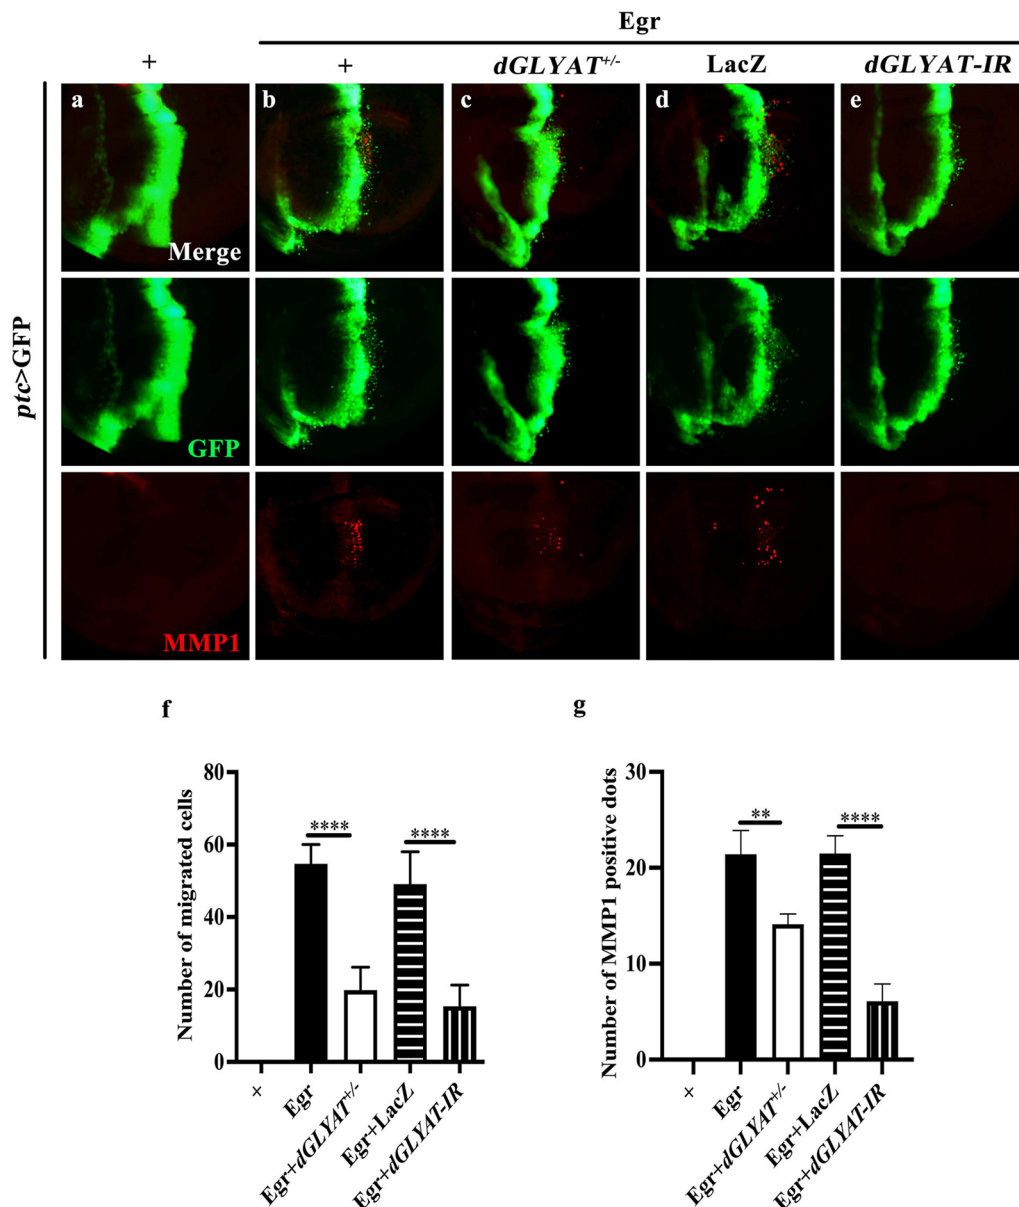 Egr
+ + dGLYAT+/- LacZ dGLYAT-IR
a b c d e
Merge
ptc>GFP
GFP
MMP1
f
g
Number of migrated cells
80
60
40
20
0
**** ****
+ Egr Egr+dGLYAT+/- Egr+LacZ Egr+dGLYAT-IR
Number of MMP1 positive dots
30
20
10
0
** ****
+ Egr Egr+dGLYAT+/- Egr+LacZ Egr+dGLYAT-IR